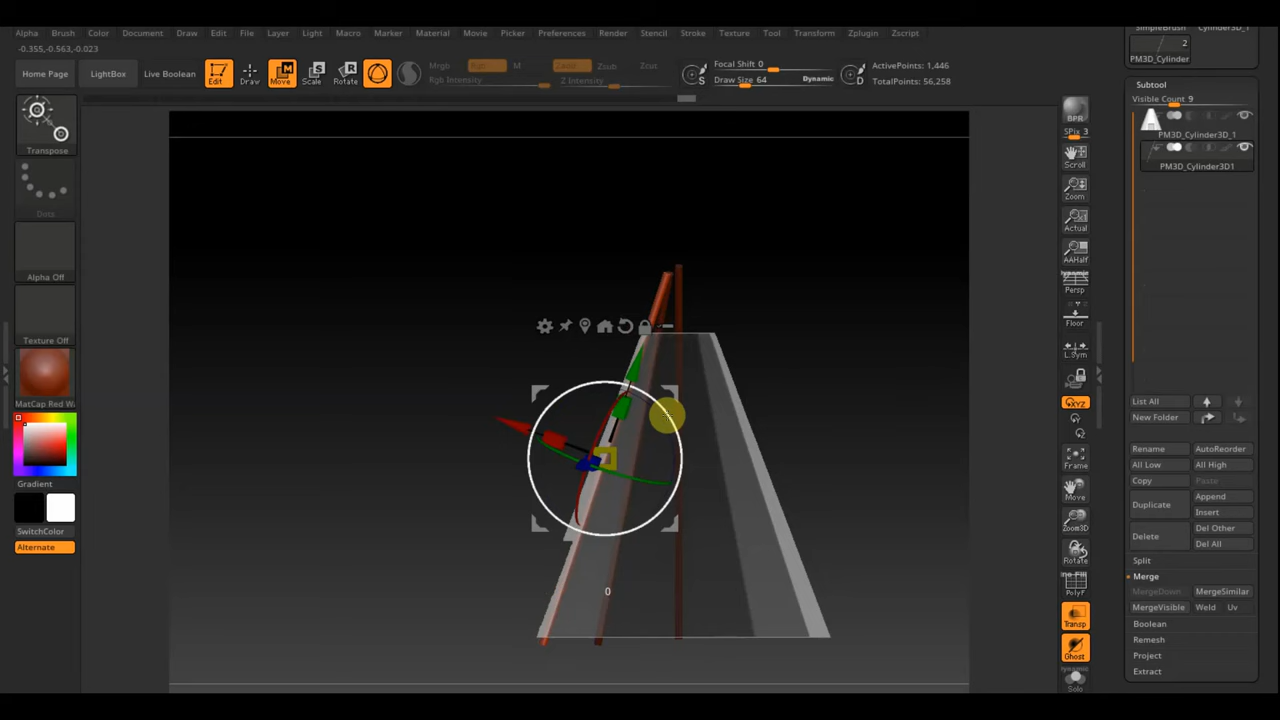 Alpha Brush Color Document Draw Edit File Layer Light Macro Marker Material Movie Picker Preferences Render Stencil Stroke Texture Tool Transform Zplugin Zscript
-0.355,-0.563,-0.023
Home Page LightBox Live Boolean Edit Draw Move Scale Rotate
Mrgb Rgb M Zadd Zsub Zcut
Rgb Intensity Z Intensity
S Focal Shift 0
Draw Size 64 Dynamic D
ActivePoints: 1,446
TotalPoints: 56,258
Transpose
Dots
Alpha Off
Texture Off
MatCap Red Wa
Gradient
SwitchColor
Alternate
0
BPR
SPix 3
Scroll
Zoom
Actual
AAHalf
Dynamic
Persp
Floor
L.Sym
XYZ
Y
Z
Frame
Move
Zoom3D
Rotate
Line Fill
PolyF
Transp
Ghost
Dynamic
Solo
SimpleBrush Cylinder3D_1
2
PM3D_Cylinder
Subtool
Visible Count 9
PM3D_Cylinder3D_1
PM3D_Cylinder3D1
List All
New Folder
Rename AutoReorder
All Low All High
Copy Paste
Duplicate Append
Insert
Delete Del Other
Del All
Split
Merge
MergeDown MergeSimilar
MergeVisible Weld Uv
Boolean
Remesh
Project
Extract